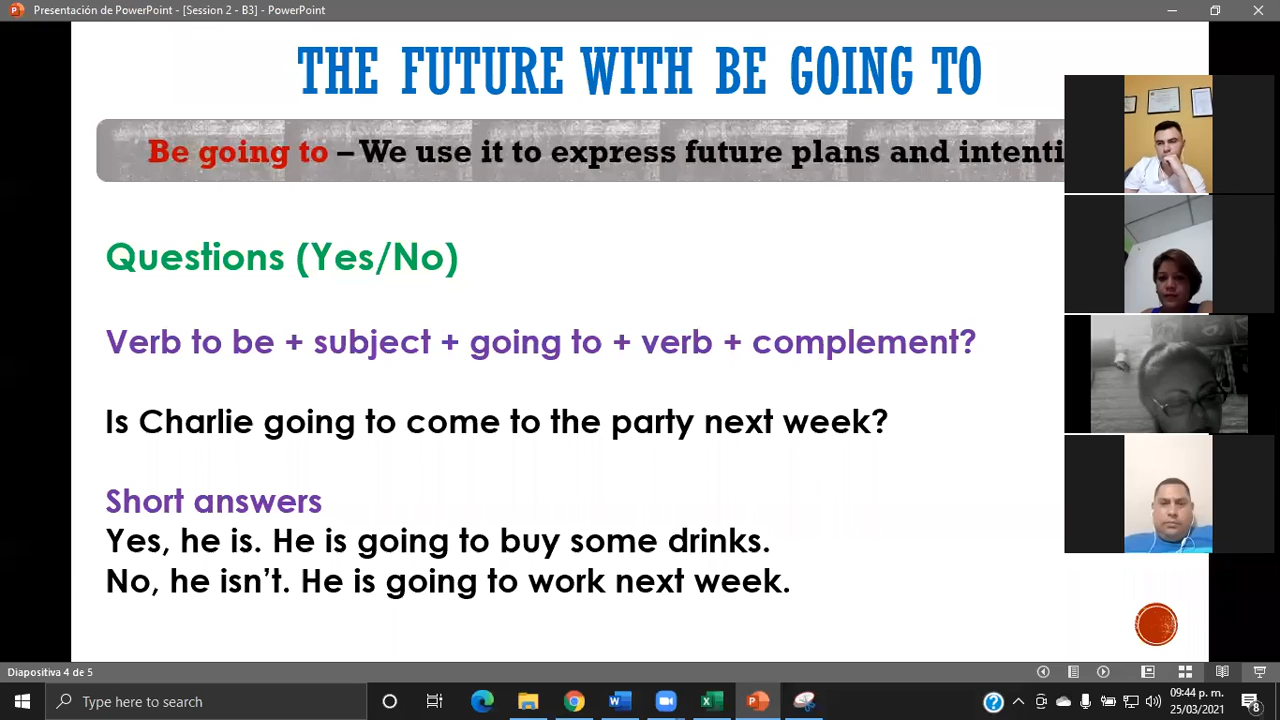 Presentación de PowerPoint - [Session 2 - B3] - PowerPoint
THE FUTURE WITH BE GOING TO
Be going to – We use it to express future plans and intenti
Questions (Yes/No)
Verb to be + subject + going to + verb + complement?
Is Charlie going to come to the party next week?
Short answers
Yes, he is. He is going to buy some drinks.
No, he isn't. He is going to work next week.
Diapositiva 4 de 5
Type here to search
09:44 p. m.
25/03/2021
8